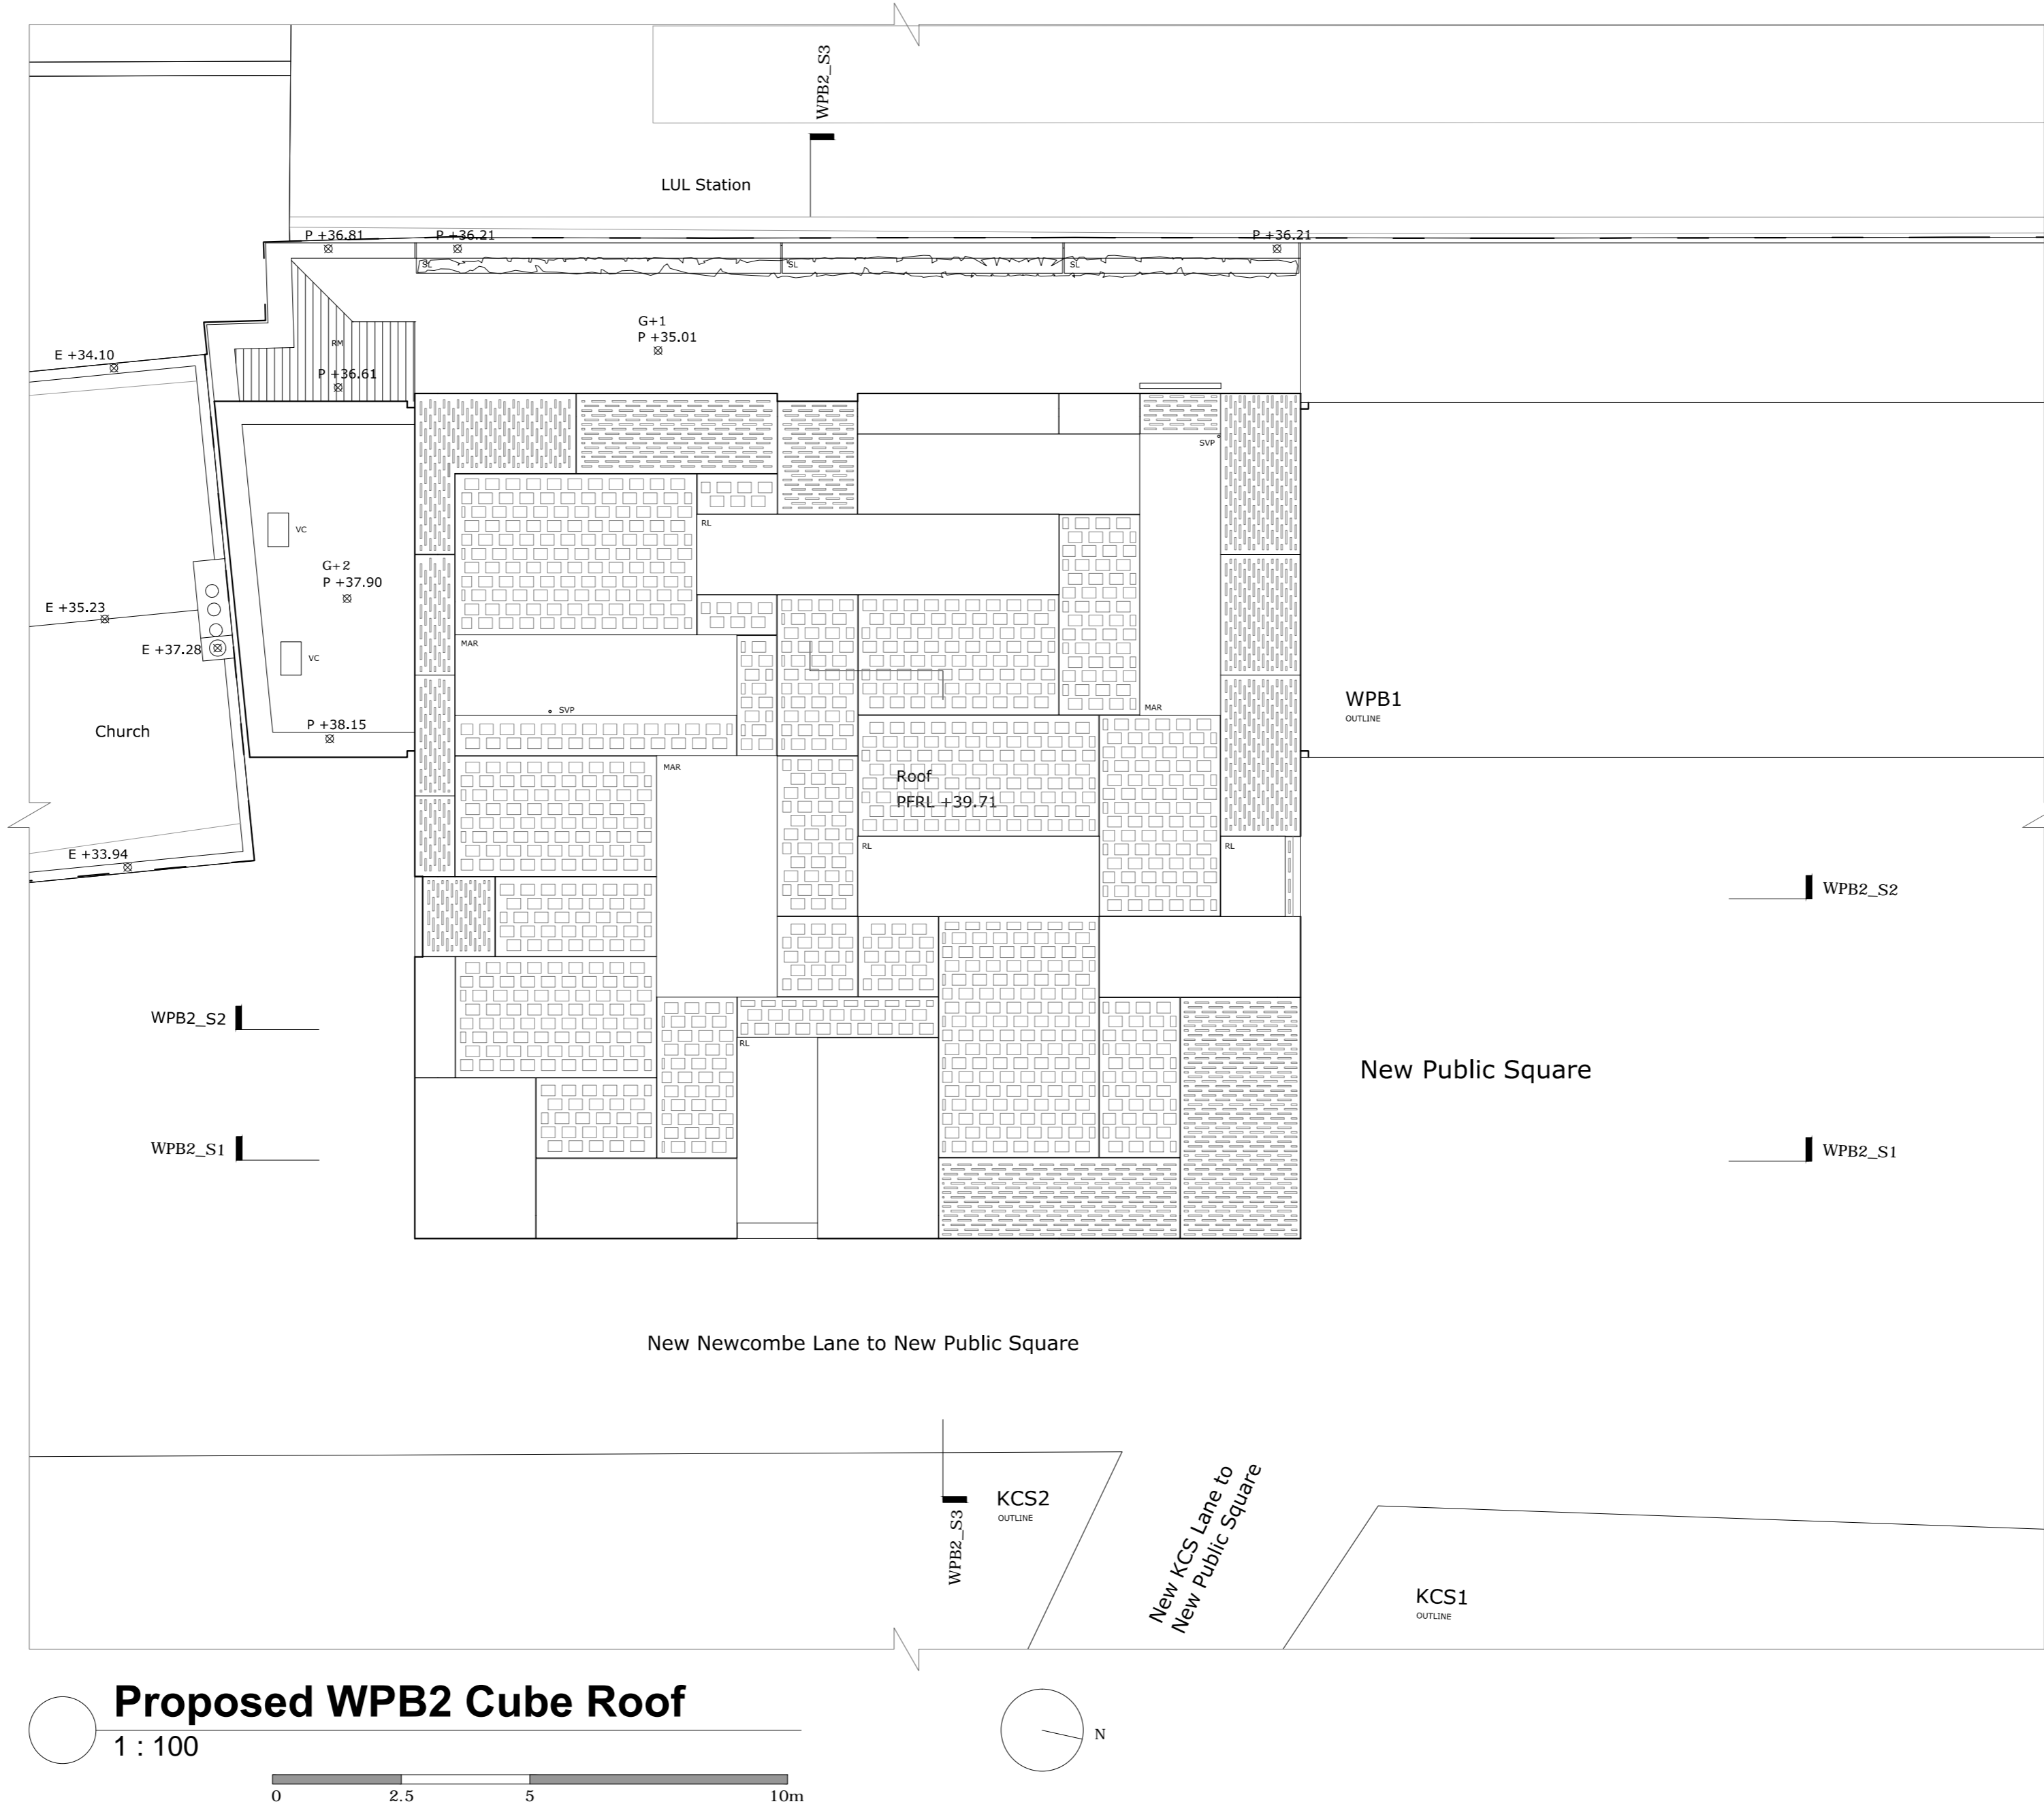 WPB2_S3
LUL Station
P +36.81
P +36.21
P +36.21
SL
SL
SL
G+1
P +35.01
RM
E +34.10
P +36.61
SVP
RL
VC
G+2
P +37.90
E +35.23
MAR
E +37.28
VC
SVP
MAR
WPB1
OUTLINE
P +38.15
Church
MAR
Roof
PFRL +39.71
RL
RL
E +33.94
WPB2_S2
WPB2_S2
RL
New Public Square
WPB2_S1
WPB2_S1
New Newcombe Lane to New Public Square
KCS2
OUTLINE
WPB2_S3
New KCS Lane to
New Public Square
KCS1
OUTLINE
Proposed WPB2 Cube Roof
1 : 100
N
0 2.5 5 10m